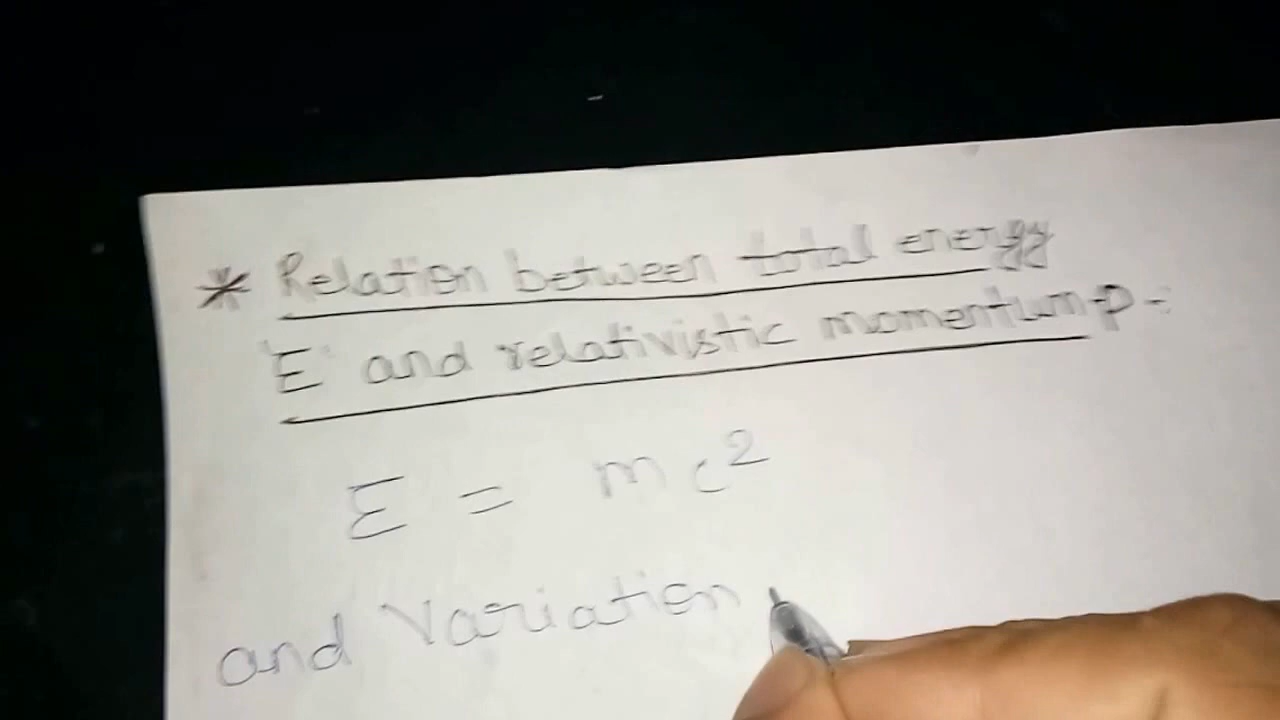 * Relation between total energy
E and relativistic momentum p -:
E = mc²
and Variation